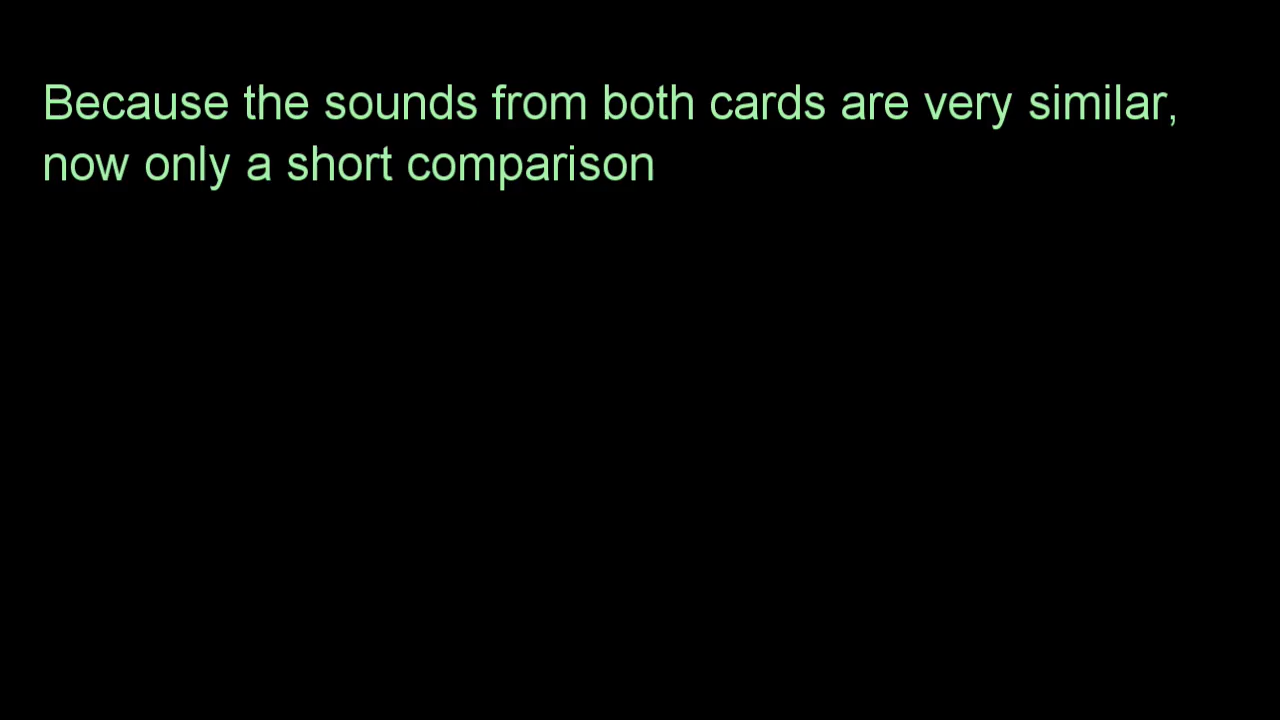 Because the sounds from both cards are very similar,
now only a short comparison